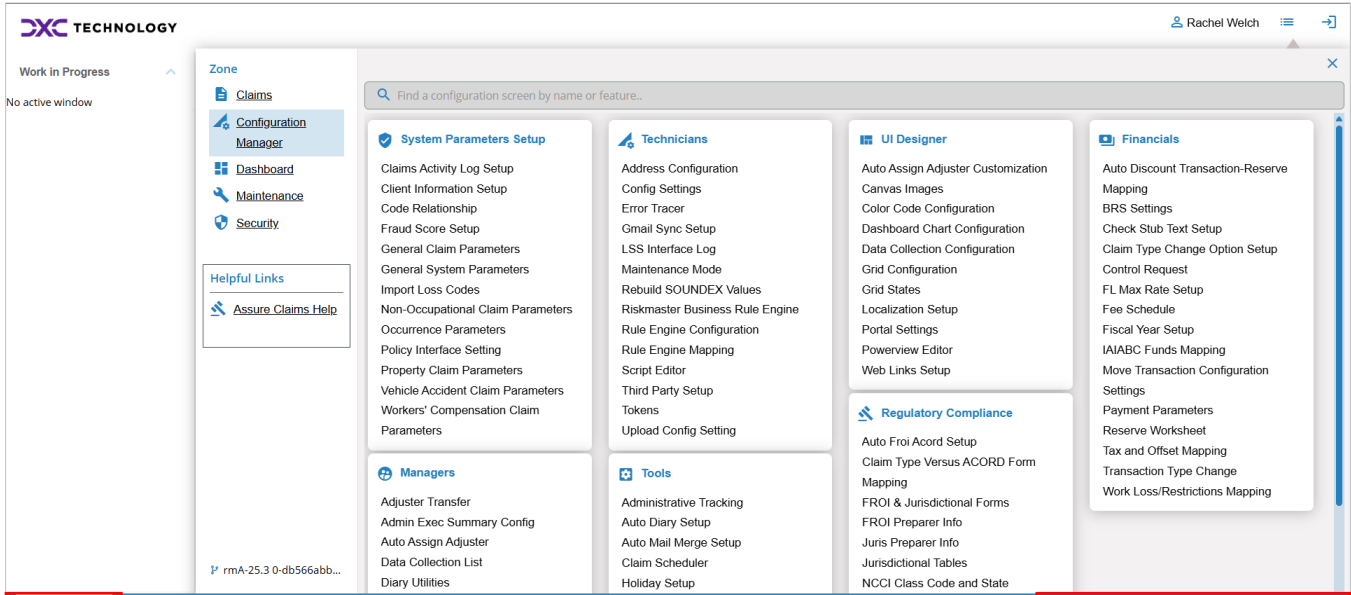 DXC TECHNOLOGY
Rachel Welch
Work in Progress
No active window
Zone
Claims
Configuration
Manager
Dashboard
Maintenance
Security
Helpful Links
Assure Claims Help
rmA-25.3 0-db566abb...
Find a configuration screen by name or feature..
System Parameters Setup
Claims Activity Log Setup
Client Information Setup
Code Relationship
Fraud Score Setup
General Claim Parameters
General System Parameters
Import Loss Codes
Non-Occupational Claim Parameters
Occurrence Parameters
Policy Interface Setting
Property Claim Parameters
Vehicle Accident Claim Parameters
Workers' Compensation Claim
Parameters
Managers
Adjuster Transfer
Admin Exec Summary Config
Auto Assign Adjuster
Data Collection List
Diary Utilities
Technicians
Address Configuration
Config Settings
Error Tracer
Gmail Sync Setup
LSS Interface Log
Maintenance Mode
Rebuild SOUNDEX Values
Riskmaster Business Rule Engine
Rule Engine Configuration
Rule Engine Mapping
Script Editor
Third Party Setup
Tokens
Upload Config Setting
Tools
Administrative Tracking
Auto Diary Setup
Auto Mail Merge Setup
Claim Scheduler
Holiday Setup
UI Designer
Auto Assign Adjuster Customization
Canvas Images
Color Code Configuration
Dashboard Chart Configuration
Data Collection Configuration
Grid Configuration
Grid States
Localization Setup
Portal Settings
Powerview Editor
Web Links Setup
Regulatory Compliance
Auto Froi Acord Setup
Claim Type Versus ACORD Form
Mapping
FROI & Jurisdictional Forms
FROI Preparer Info
Juris Preparer Info
Jurisdictional Tables
NCCI Class Code and State
Financials
Auto Discount Transaction-Reserve
Mapping
BRS Settings
Check Stub Text Setup
Claim Type Change Option Setup
Control Request
FL Max Rate Setup
Fee Schedule
Fiscal Year Setup
IAIABC Funds Mapping
Move Transaction Configuration
Settings
Payment Parameters
Reserve Worksheet
Tax and Offset Mapping
Transaction Type Change
Work Loss/Restrictions Mapping